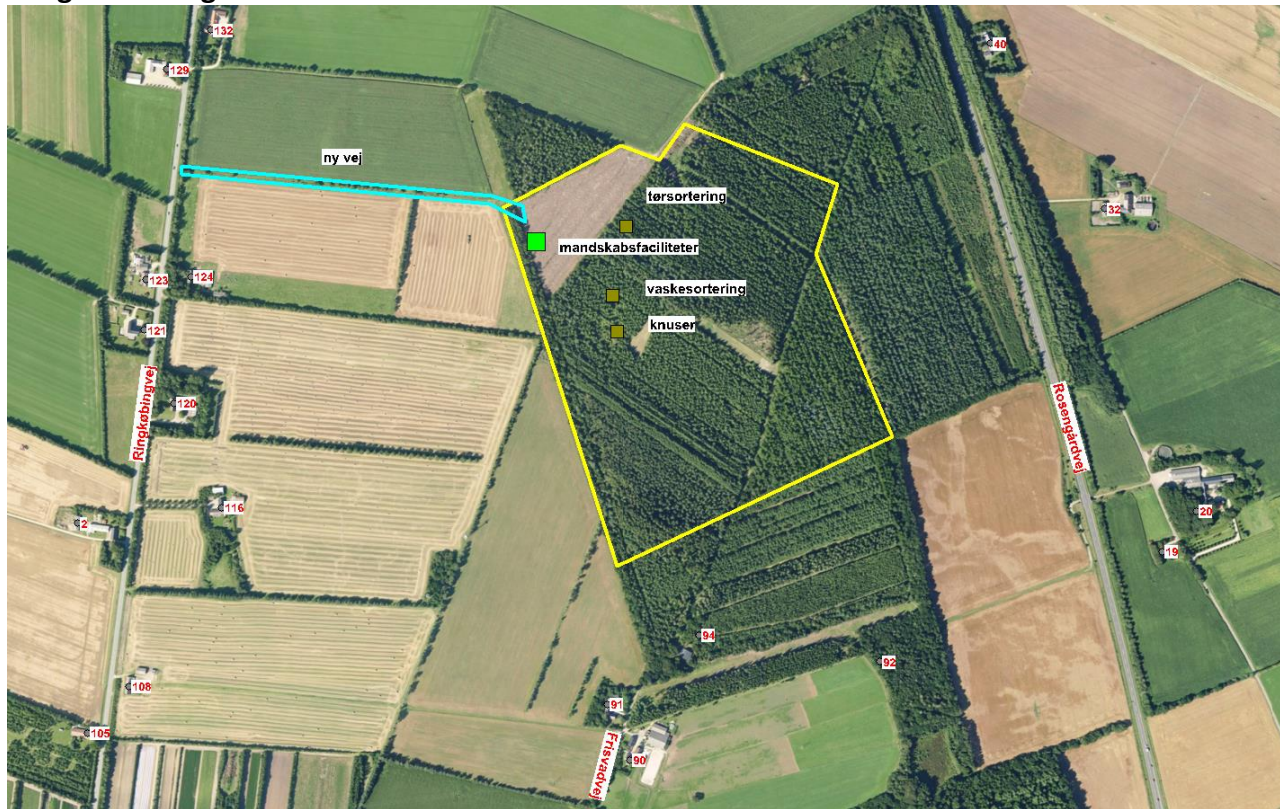 132
129
40
ny vej
tørsortering
32
mandskabsfaciliteter
123
124
vaskesortering
121
knuser
Ringkøbingvej
120
Rosengårdvej
116
2
20
19
94
92
108
91
105
Frisvadvej
90